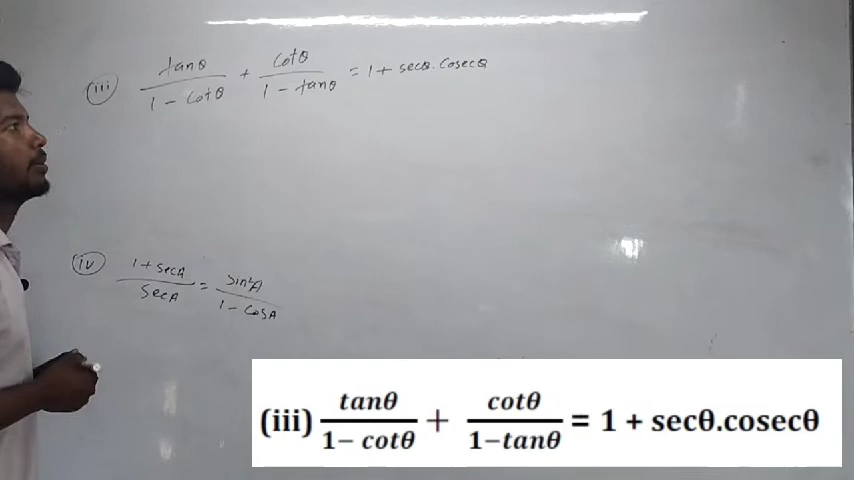 (iii) tanθ/(1 - cotθ) + cotθ/(1 - tanθ) = 1 + secθ.cosecθ
(iv) (1 + secA)/secA = sin²A/(1 - cosA)
(iii) tanθ/(1- cotθ) + cotθ/(1-tanθ) = 1 + secθ.cosecθ